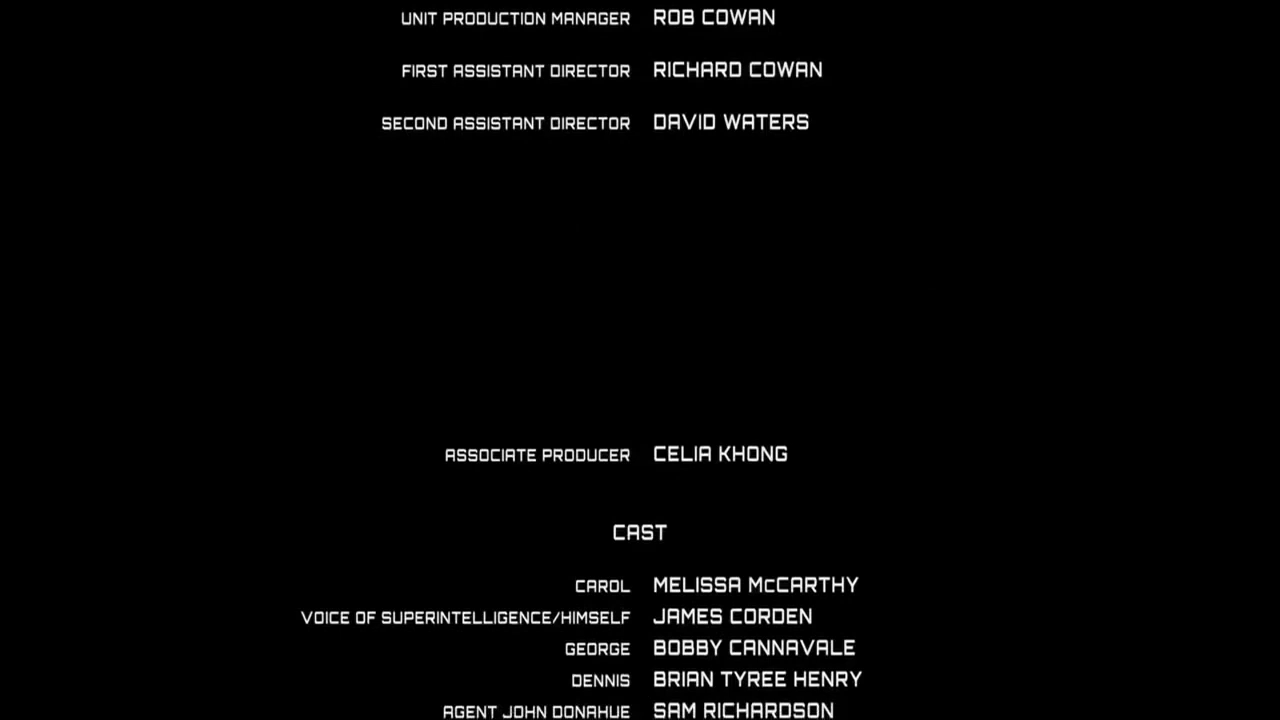 UNIT PRODUCTION MANAGER ROB COWAN
FIRST ASSISTANT DIRECTOR RICHARD COWAN
SECOND ASSISTANT DIRECTOR DAVID WATERS
ASSOCIATE PRODUCER CELIA KHONG
CAST
CAROL MELISSA McCARTHY
VOICE OF SUPERINTELLIGENCE/HIMSELF JAMES CORDEN
GEORGE BOBBY CANNAVALE
DENNIS BRIAN TYREE HENRY
AGENT JOHN DONAHUE SAM RICHARDSON